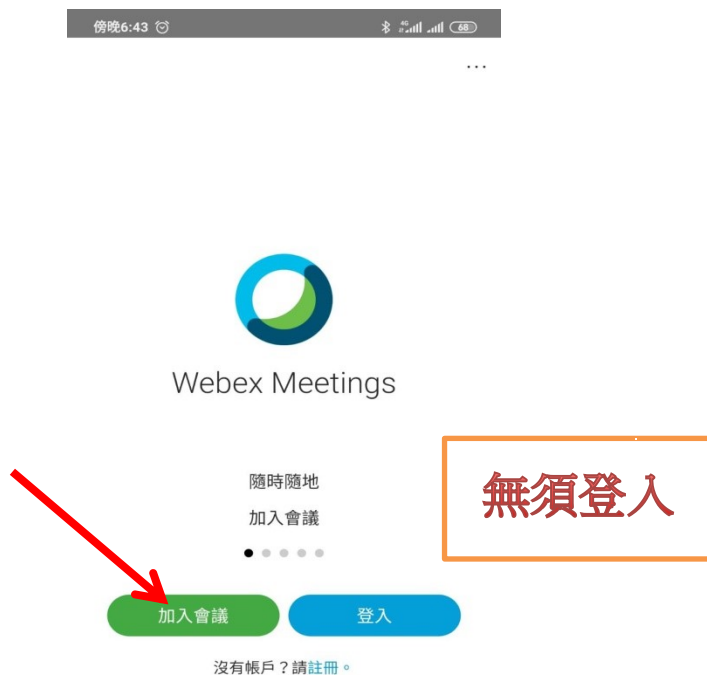 傍晚6:43
4G
68
...
Webex Meetings
隨時隨地
加入會議
無須登入
加入會議
登入
沒有帳戶？請註冊。